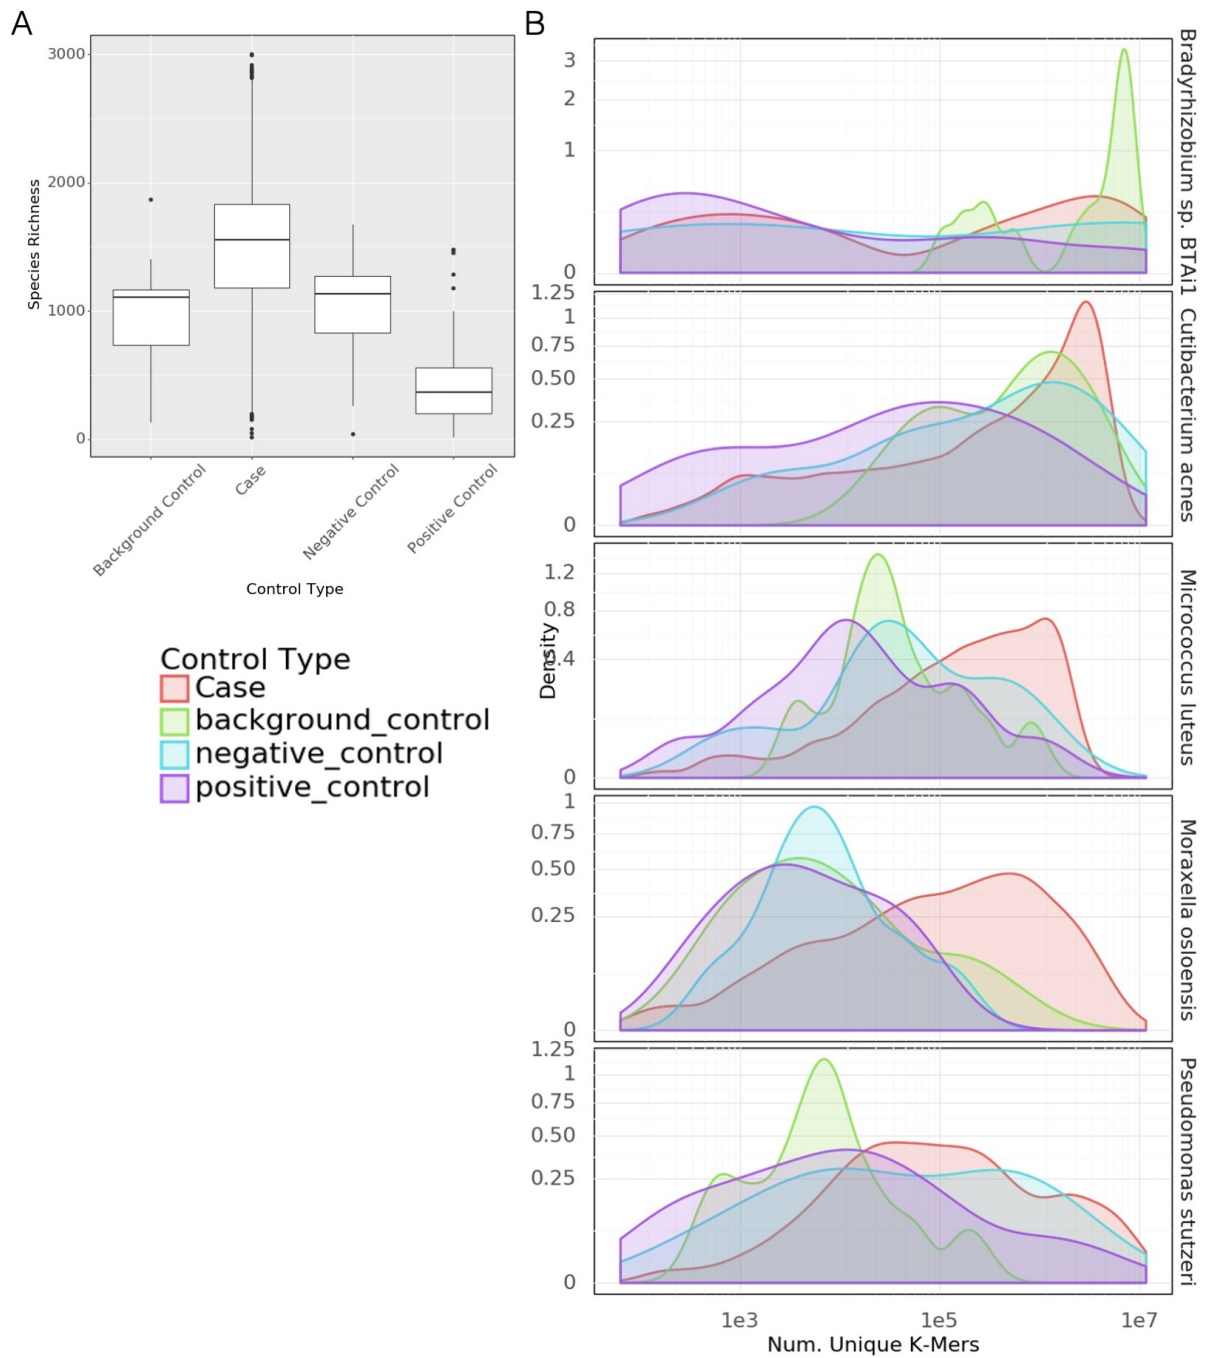 A
3000
2000
1000
0
Species Richness
Background Control
Case
Negative Control
Positive Control
Control Type
Control Type
Case
background_control
negative_control
positive_control
B
3
2
1
0
Bradyrhizobium sp. BTAi1
1.25
1
0.75
0.50
0.25
0
Cutibacterium acnes
1.2
0.8
.4
0
Micrococcus luteus
Density
1
0.75
0.50
0.25
0
Moraxella osloensis
1.25
1
0.75
0.50
0.25
0
Pseudomonas stutzeri
1e3
1e5
1e7
Num. Unique K-Mers